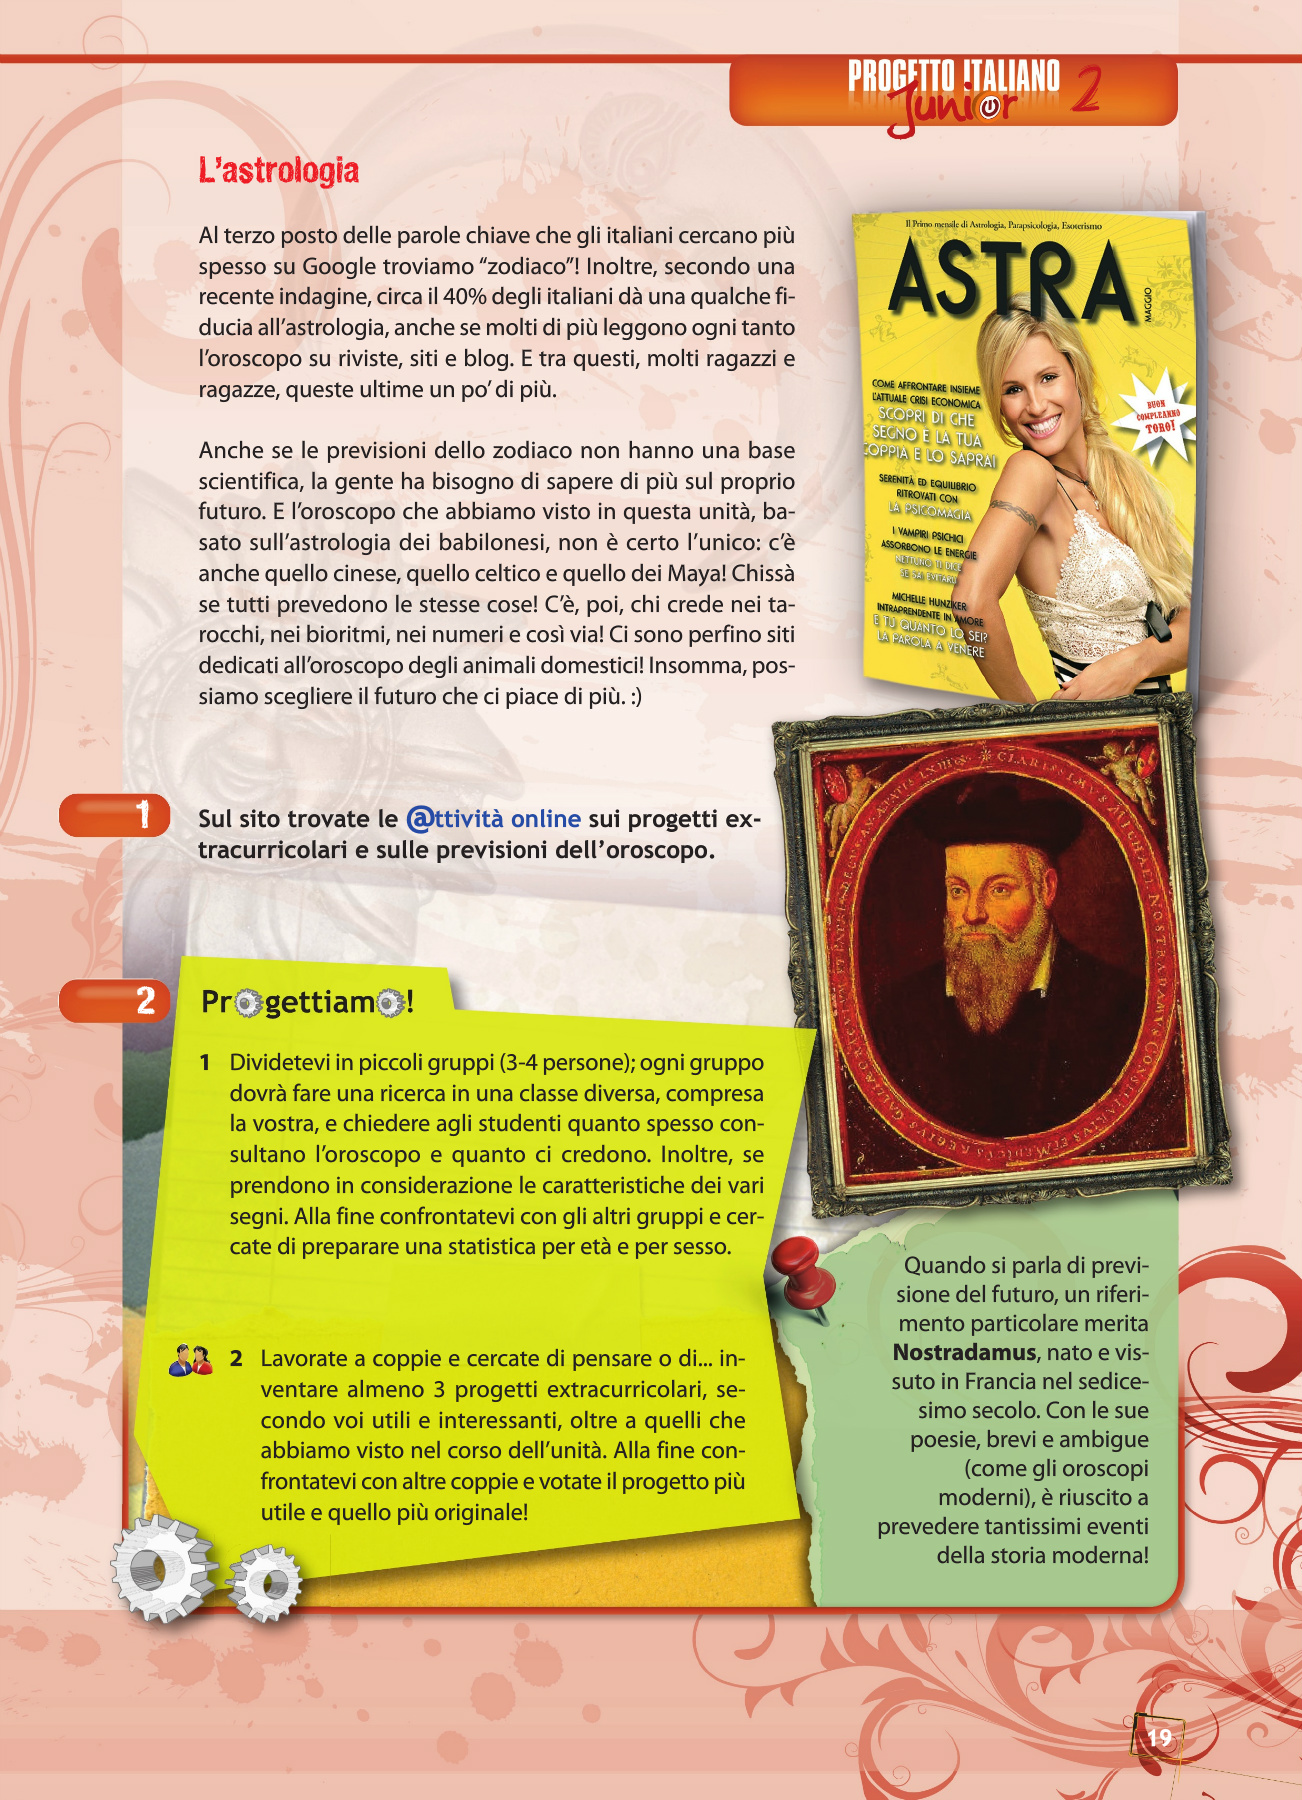 PROGETTO ITALIANO
Junior 2
L'astrologia
Al terzo posto delle parole chiave che gli italiani cercano più
spesso su Google troviamo “zodiaco”! Inoltre, secondo una
recente indagine, circa il 40% degli italiani dà una qualche fi-
ducia all'astrologia, anche se molti di più leggono ogni tanto
l'oroscopo su riviste, siti e blog. E tra questi, molti ragazzi e
ragazze, queste ultime un po' di più.
Anche se le previsioni dello zodiaco non hanno una base
scientifica, la gente ha bisogno di sapere di più sul proprio
futuro. E l'oroscopo che abbiamo visto in questa unità, ba-
sato sull'astrologia dei babilonesi, non è certo l'unico: c'è
anche quello cinese, quello celtico e quello dei Maya! Chissà
se tutti prevedono le stesse cose! C'è, poi, chi crede nei ta-
rocchi, nei bioritmi, nei numeri e così via! Ci sono perfino siti
dedicati all'oroscopo degli animali domestici! Insomma, pos-
siamo scegliere il futuro che ci piace di più. :)
Il Primo mensile di Astrologia, Parapsicologia, Esoterismo
ASTRA
MAGGIO
COME AFFRONTARE INSIEME
L'ATTUALE CRISI ECONOMICA
SCOPRI DI CHE
SEGNO È LA TUA
COPPIA E LO SAPRAI
SERENITÀ ED EQUILIBRIO
RITROVATI CON
LA PSICOMAGIA
I VAMPIRI PSICHICI
ASSORBONO LE ENERGIE
NETTUNO TI DICE
SE SAI EVITARLI
MICHELLE HUNZIKER
INTRAPRENDENTE IN AMORE
E TU QUANTO LO SEI?
LA PAROLA A VENERE
BUON
COMPLEANNO
TORO!
1
Sul sito trovate le @ttività online sui progetti ex-
tracurricolari e sulle previsioni dell'oroscopo.
2
Progettiamo!
1 Dividetevi in piccoli gruppi (3-4 persone); ogni gruppo
dovrà fare una ricerca in una classe diversa, compresa
la vostra, e chiedere agli studenti quanto spesso con-
sultano l'oroscopo e quanto ci credono. Inoltre, se
prendono in considerazione le caratteristiche dei vari
segni. Alla fine confrontatevi con gli altri gruppi e cer-
cate di preparare una statistica per età e per sesso.
2 Lavorate a coppie e cercate di pensare o di... in-
ventare almeno 3 progetti extracurricolari, se-
condo voi utili e interessanti, oltre a quelli che
abbiamo visto nel corso dell'unità. Alla fine con-
frontatevi con altre coppie e votate il progetto più
utile e quello più originale!
CLARISSIMVS
MICHAEL NOSTRADAMVS
Quando si parla di previ-
sione del futuro, un riferi-
mento particolare merita
Nostradamus, nato e vis-
suto in Francia nel sedice-
simo secolo. Con le sue
poesie, brevi e ambigue
(come gli oroscopi
moderni), è riuscito a
prevedere tantissimi eventi
della storia moderna!
19